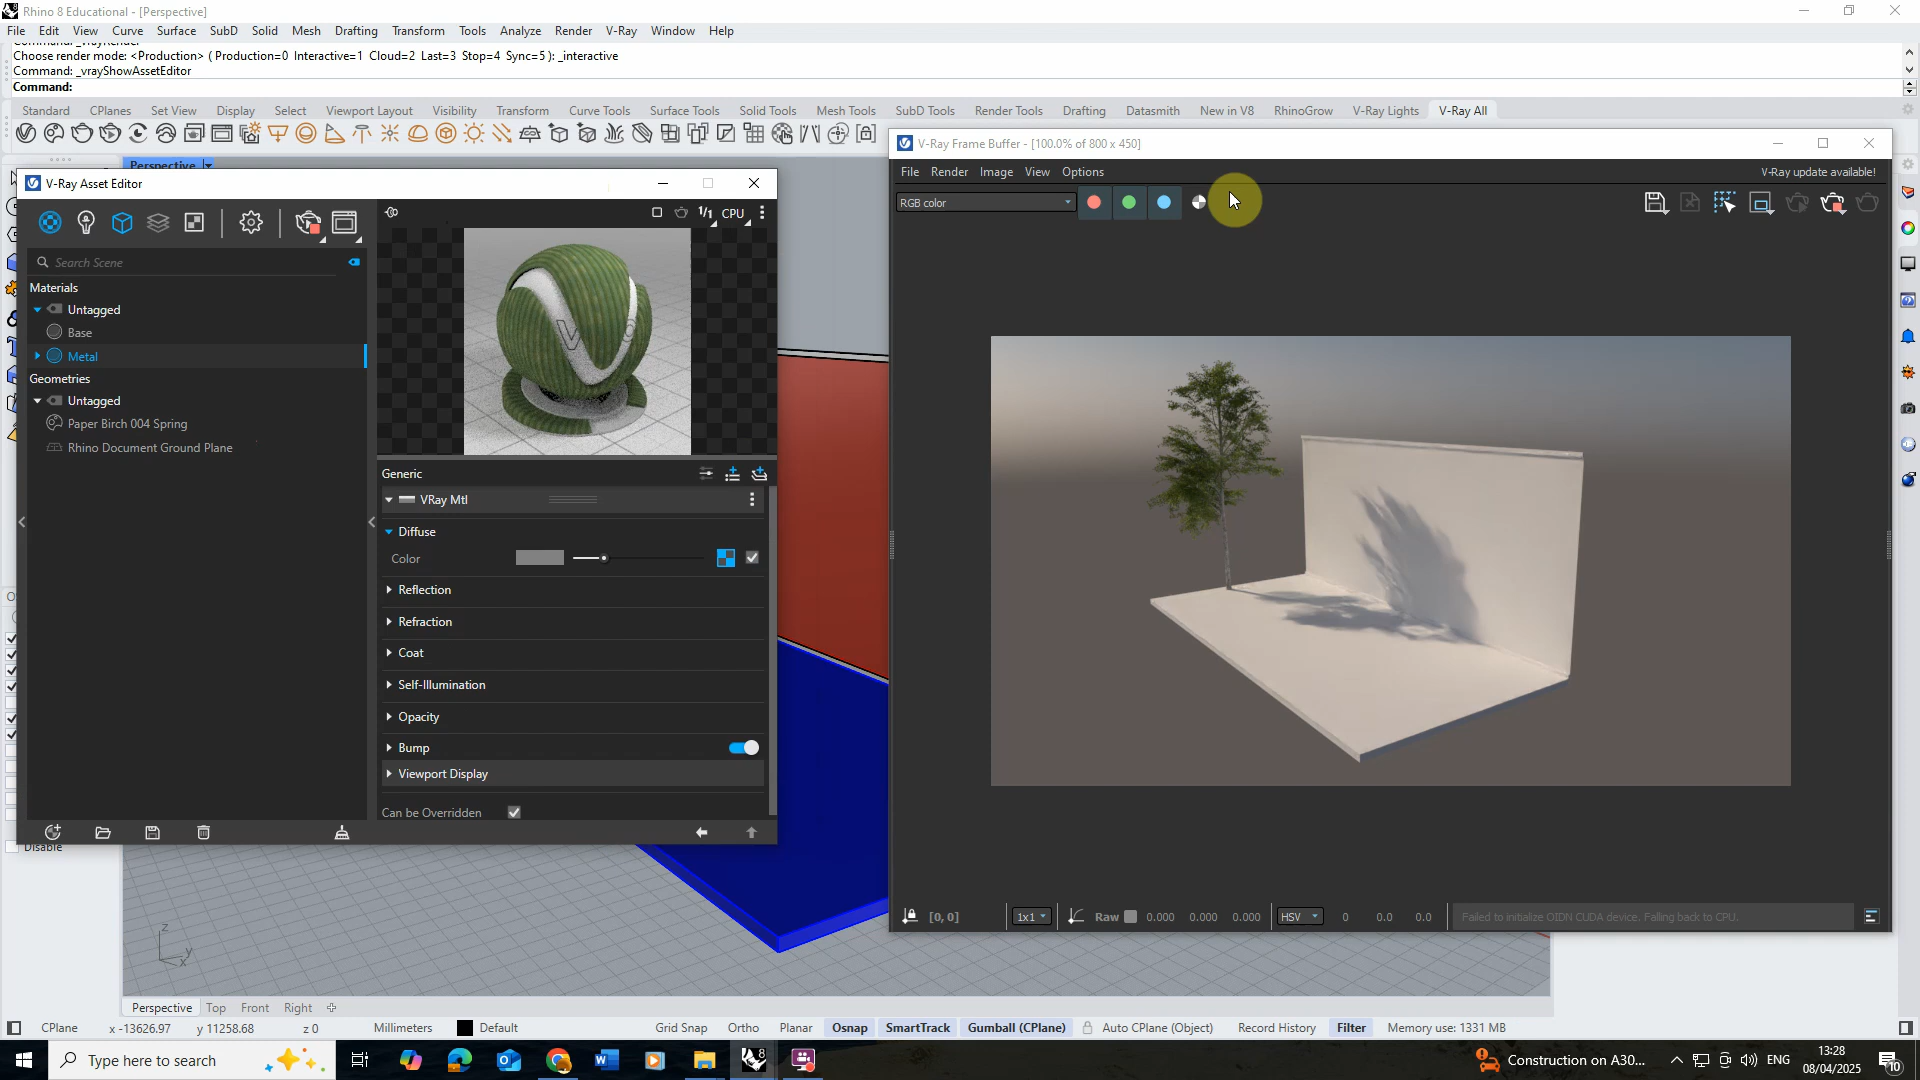 Rhino 8 Educational - [Perspective]
File Edit View Curve Surface SubD Solid Mesh Drafting Transform Tools Analyze Render V-Ray Window Help
Choose render mode: <Production> ( Production=0 Interactive=1 Cloud=2 Last=3 Stop=4 Sync=5 ): _interactive
Command: _vrayShowAssetEditor
Command:
Standard CPlanes Set View Display Select Viewport Layout Visibility Transform Curve Tools Surface Tools Solid Tools Mesh Tools SubD Tools Render Tools Drafting Datasmith New in V8 RhinoGrow V-Ray Lights V-Ray All
Perspective
V-Ray Frame Buffer - [100.0% of 800 x 450]
File Render Image View Options
V-Ray update available!
RGB color
V-Ray Asset Editor
1/1 CPU
Search Scene
Materials
Untagged
Base
Metal
Geometries
Untagged
Paper Birch 004 Spring
Rhino Document Ground Plane
Generic
VRay Mtl
Diffuse
Color
Reflection
Refraction
Coat
Self-Illumination
Opacity
Bump
Viewport Display
Can be Overridden
Disable
[0, 0] 1x1 Raw 0.000 0.000 0.000 HSV 0 0.0 0.0 Failed to initialize OIDN CUDA device. Falling back to CPU.
z
y
x
Perspective Top Front Right
CPlane x -13626.97 y 11258.68 z 0 Millimeters Default Grid Snap Ortho Planar Osnap SmartTrack Gumball (CPlane) Auto CPlane (Object) Record History Filter Memory use: 1331 MB
Type here to search
Construction on A30...
ENG
13:28
08/04/2025
10